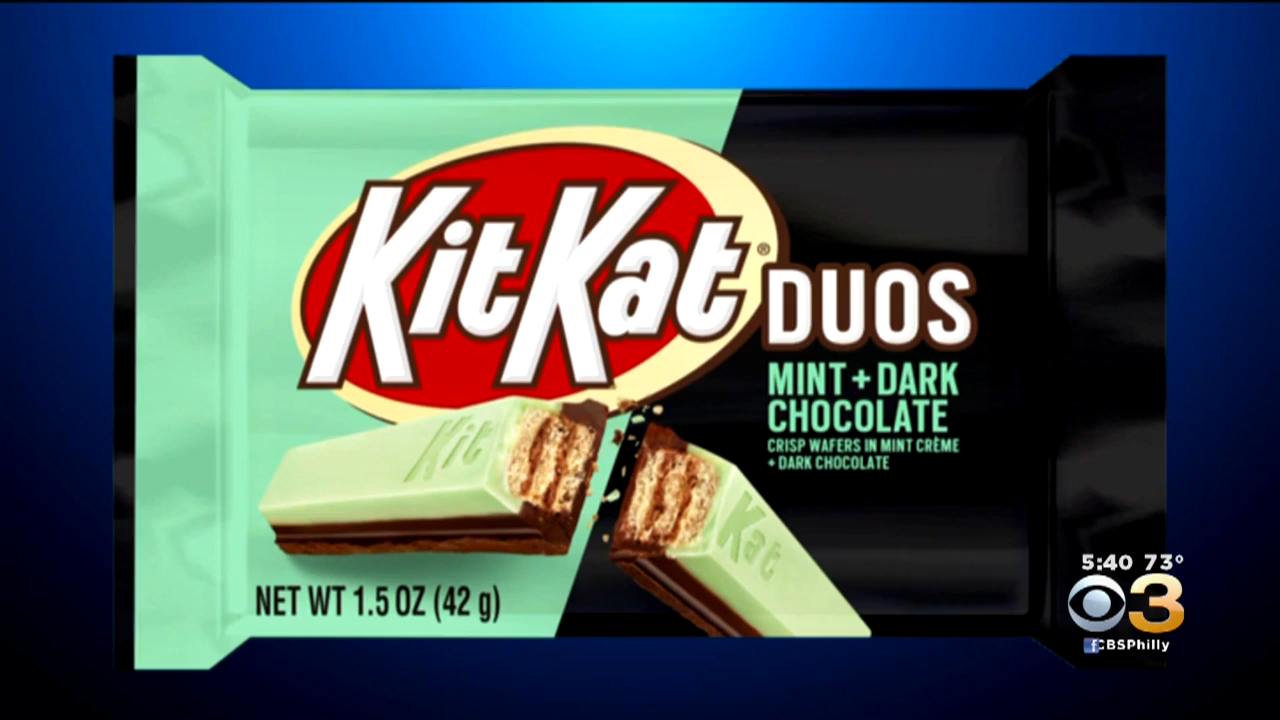 KitKat®
DUOS
MINT + DARK
CHOCOLATE
CRISP WAFERS IN MINT CRÈME
+ DARK CHOCOLATE
Kit
Kat
NET WT 1.5 OZ (42 g)
5:40 73°
3
f CBSPhilly